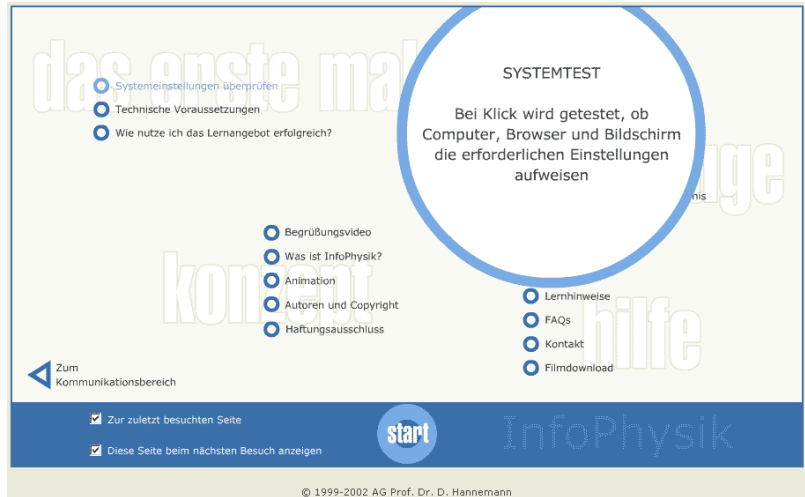 das erste mal
Systemeinstellungen überprüfen
Technische Voraussetzungen
Wie nutze ich das Lernangebot erfolgreich?
SYSTEMTEST
Bei Klick wird getestet, ob
Computer, Browser und Bildschirm
die erforderlichen Einstellungen
aufweisen
konzept
Begrüßungsvideo
Was ist InfoPhysik?
Animation
Autoren und Copyright
Haftungsausschluss
hilfe
Lernhinweise
FAQs
Kontakt
Filmdownload
Zum
Kommunikationsbereich
Zur zuletzt besuchten Seite
Diese Seite beim nächsten Besuch anzeigen
start
InfoPhysik
© 1999-2002 AG Prof. Dr. D. Hannemann